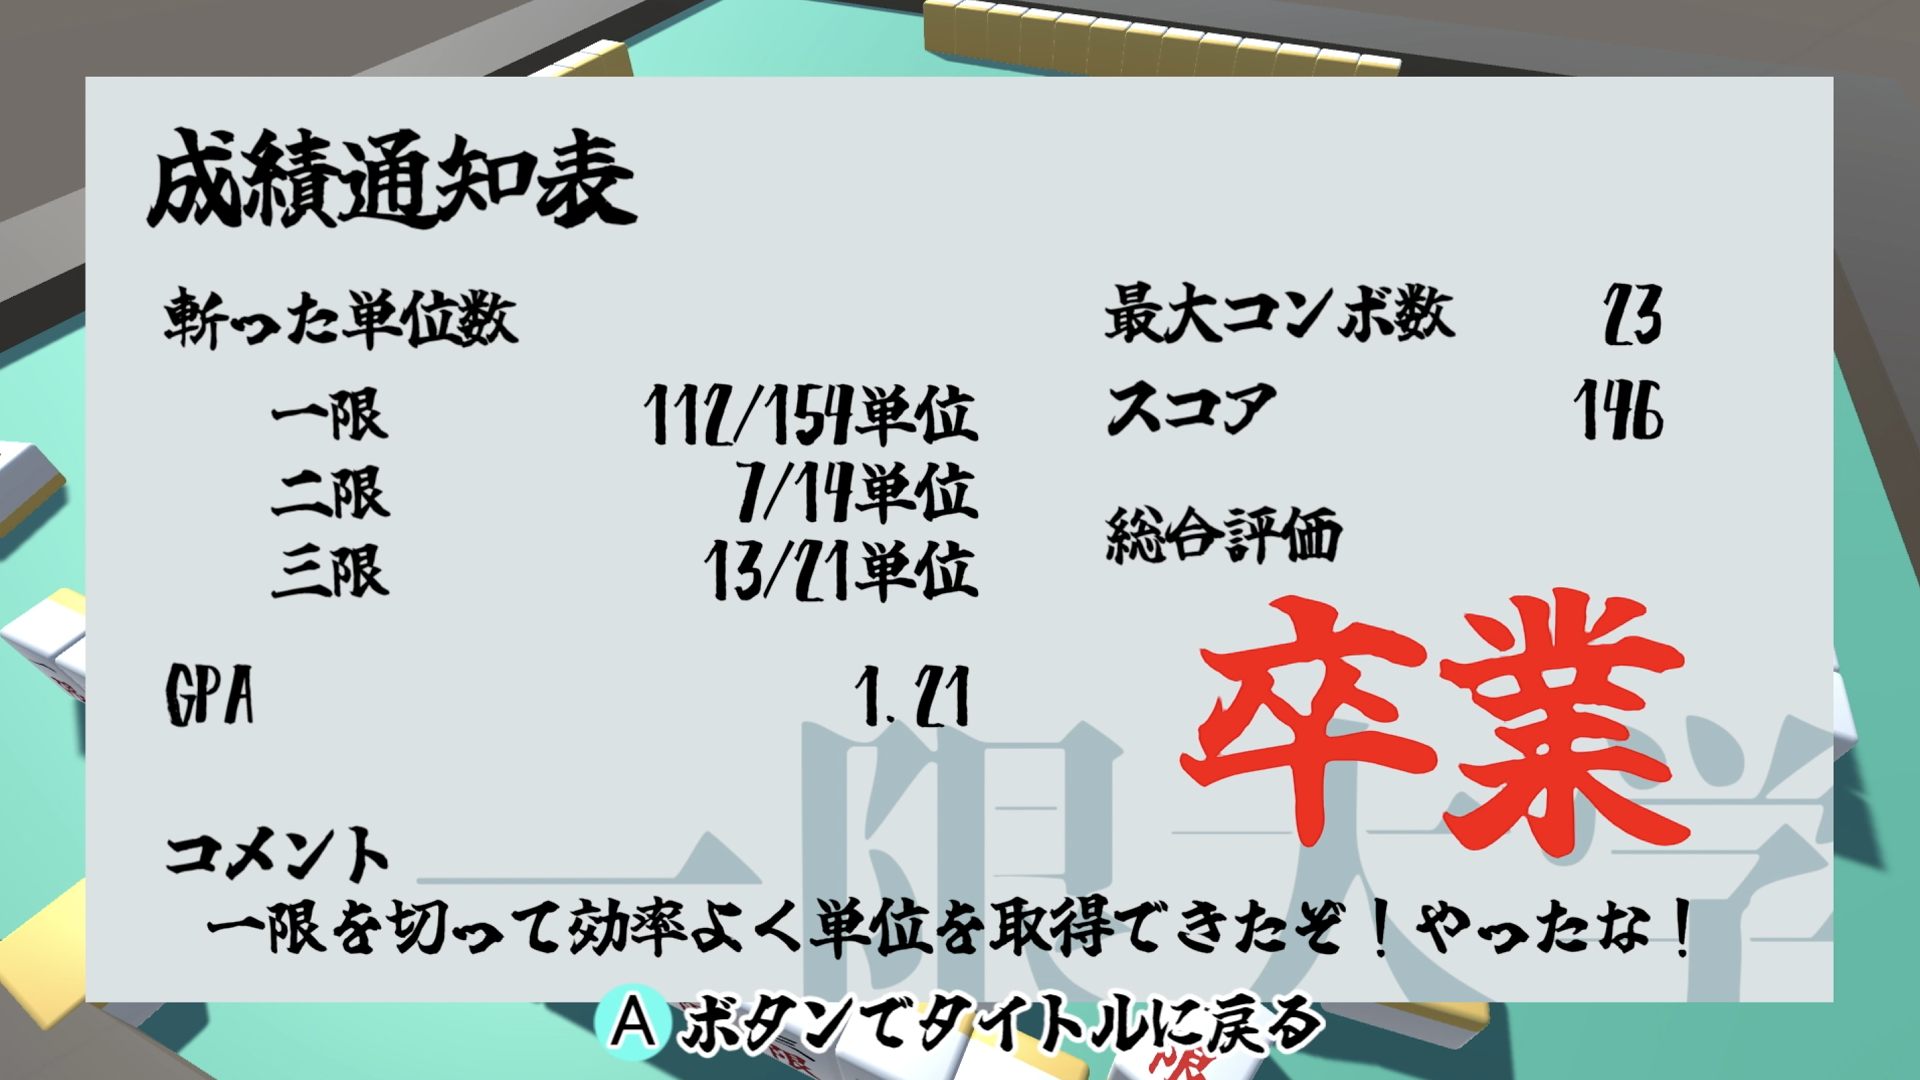 成績通知表
斬った単位数
一限 112/154単位
二限 7/14単位
三限 13/21単位
GPA 1.21
最大コンボ数 23
スコア 146
総合評価
卒業
コメント
一限を切って効率よく単位を取得できたぞ！やったな！
一限大学
Aボタンでタイトルに戻る
限
限